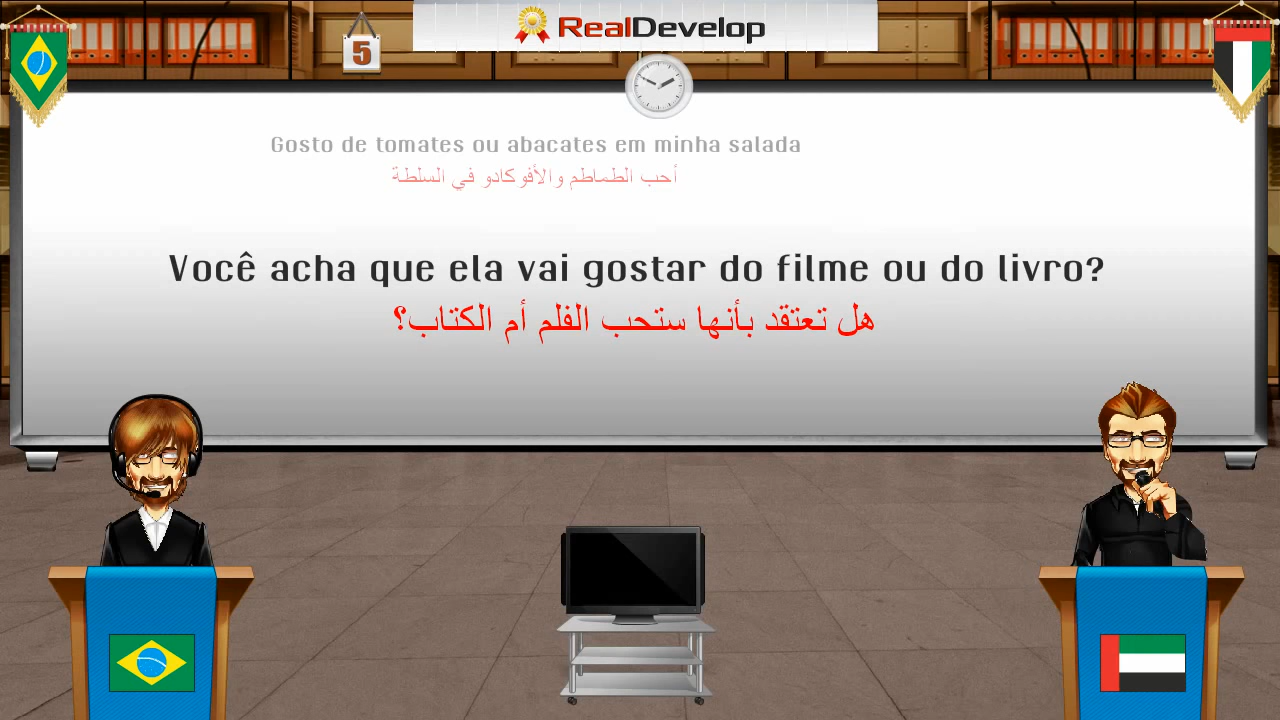 RealDevelop
5
Gosto de tomates ou abacates em minha salada
أحب الطماطم والأفوكادو في السلطة
Você acha que ela vai gostar do filme ou do livro?
هل تعتقد بأنها ستحب الفلم أم الكتاب؟